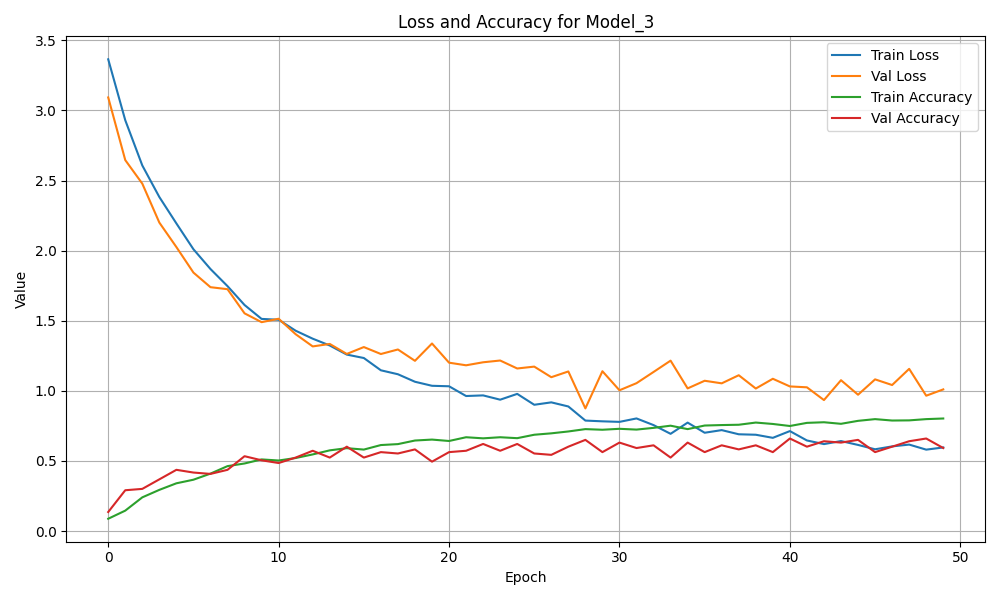 Loss and Accuracy for Model_3
Train Loss
Val Loss
Train Accuracy
Val Accuracy
3.5
3.0
2.5
2.0
1.5
1.0
0.5
0.0
Value
0 10 20 30 40 50
Epoch